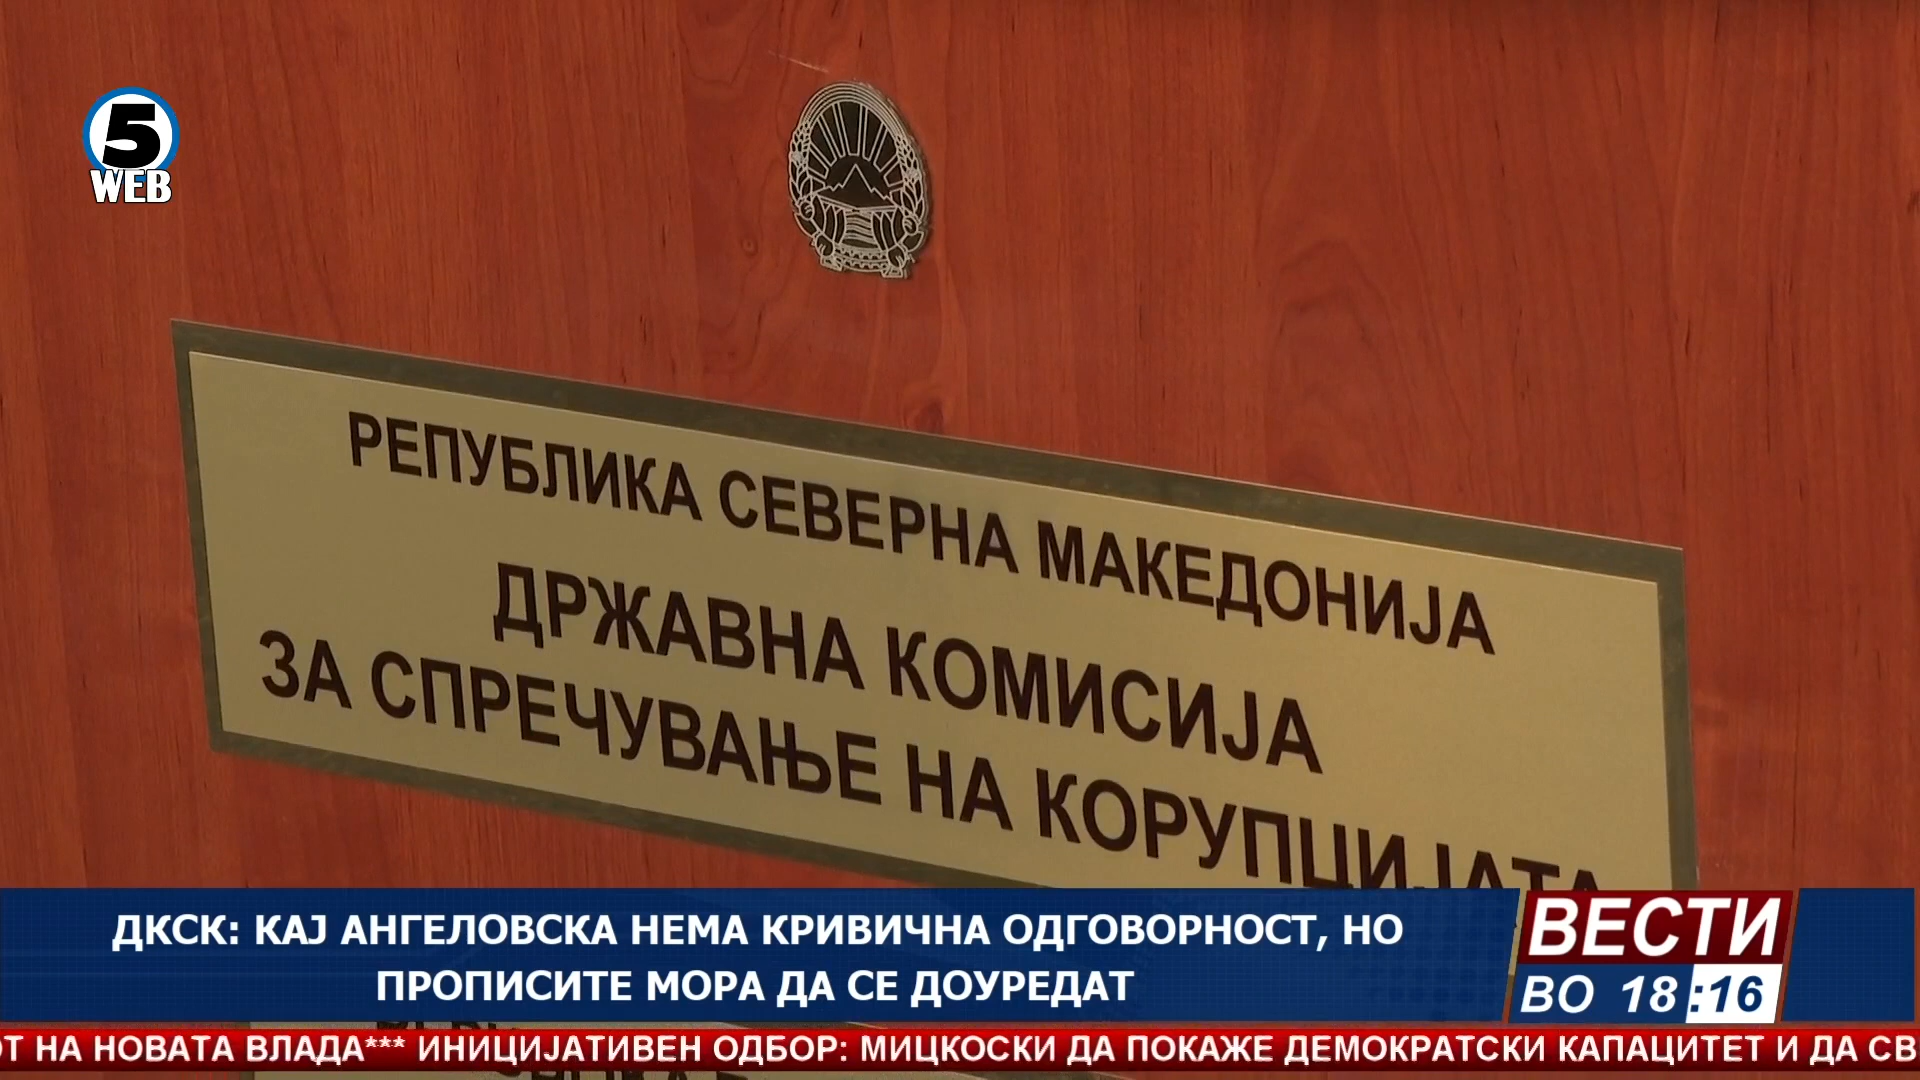 5
WEB
РЕПУБЛИКА СЕВЕРНА МАКЕДОНИЈА
ДРЖАВНА КОМИСИЈА
ЗА СПРЕЧУВАЊЕ НА КОРУПЦИЈАТА
ДКСК: КАЈ АНГЕЛОВСКА НЕМА КРИВИЧНА ОДГОВОРНОСТ, НО
ПРОПИСИТЕ МОРА ДА СЕ ДОУРЕДАТ
ВЕСТИ
ВО 18:16
ОТ НА НОВАТА ВЛАДА*** ИНИЦИЈАТИВЕН ОДБОР: МИЦКОСКИ ДА ПОКАЖЕ ДЕМОКРАТСКИ КАПАЦИТЕТ И ДА СВ